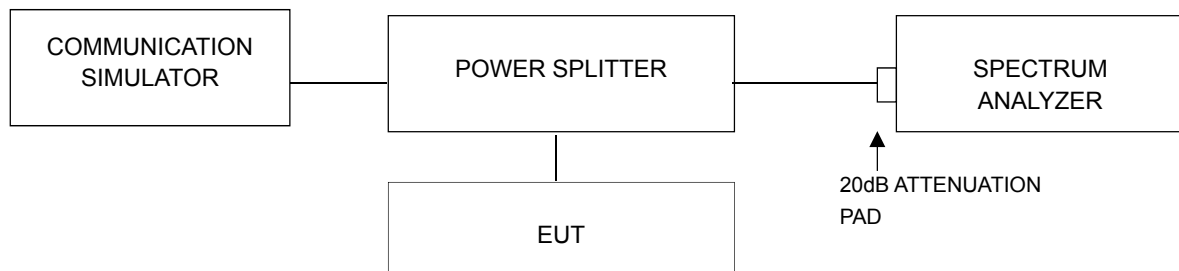 COMMUNICATION
SIMULATOR
POWER SPLITTER
SPECTRUM
ANALYZER
20dB ATTENUATION
PAD
EUT